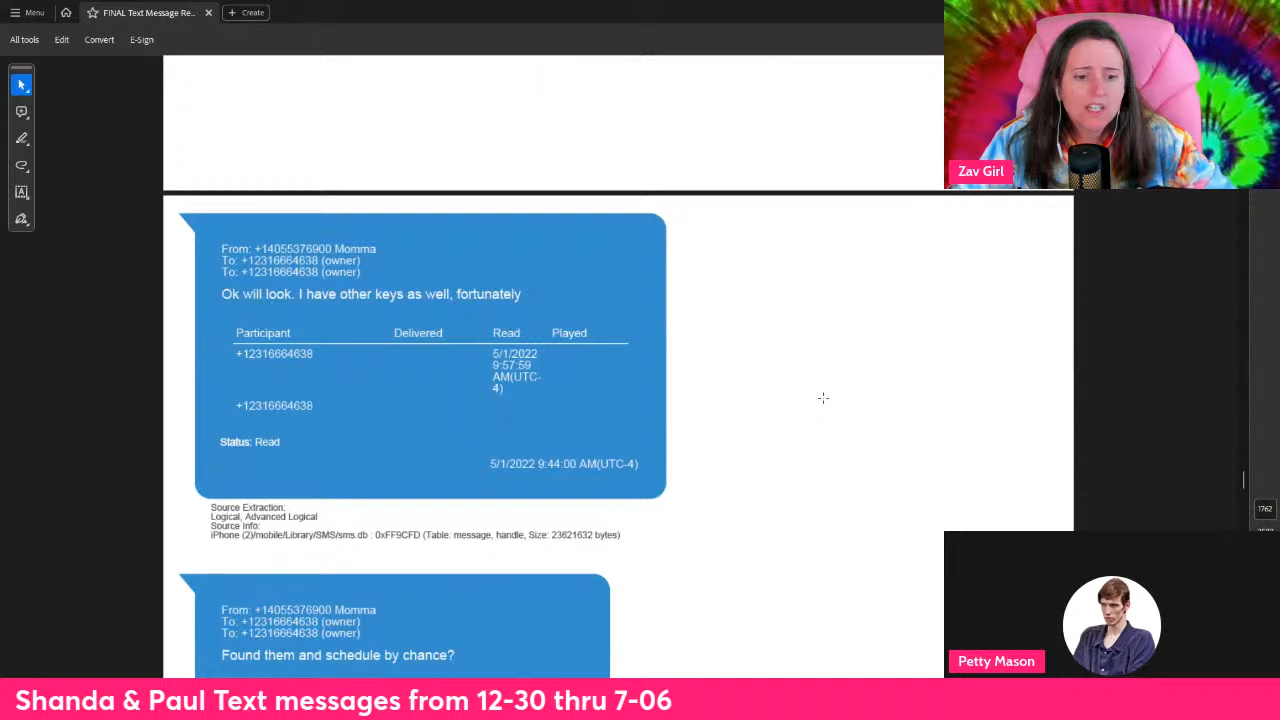 Menu
FINAL Text Message Re...
Create
All tools
Edit
Convert
E-Sign
Zav Girl
From: +14055376900 Momma
To: +12316664638 (owner)
To: +12316664638 (owner)
Ok will look. I have other keys as well, fortunately
Participant Delivered Read Played
+12316664638 5/1/2022
9:57:59
AM(UTC-
4)
+12316664638
Status: Read
5/1/2022 9:44:00 AM(UTC-4)
Source Extraction:
Logical, Advanced Logical
Source Info:
iPhone (2)/mobile/Library/SMS/sms.db : 0xFF9CFD (Table: message, handle, Size: 23621632 bytes)
1762
From: +14055376900 Momma
To: +12316664638 (owner)
To: +12316664638 (owner)
Found them and schedule by chance?
Petty Mason
Shanda & Paul Text messages from 12-30 thru 7-06